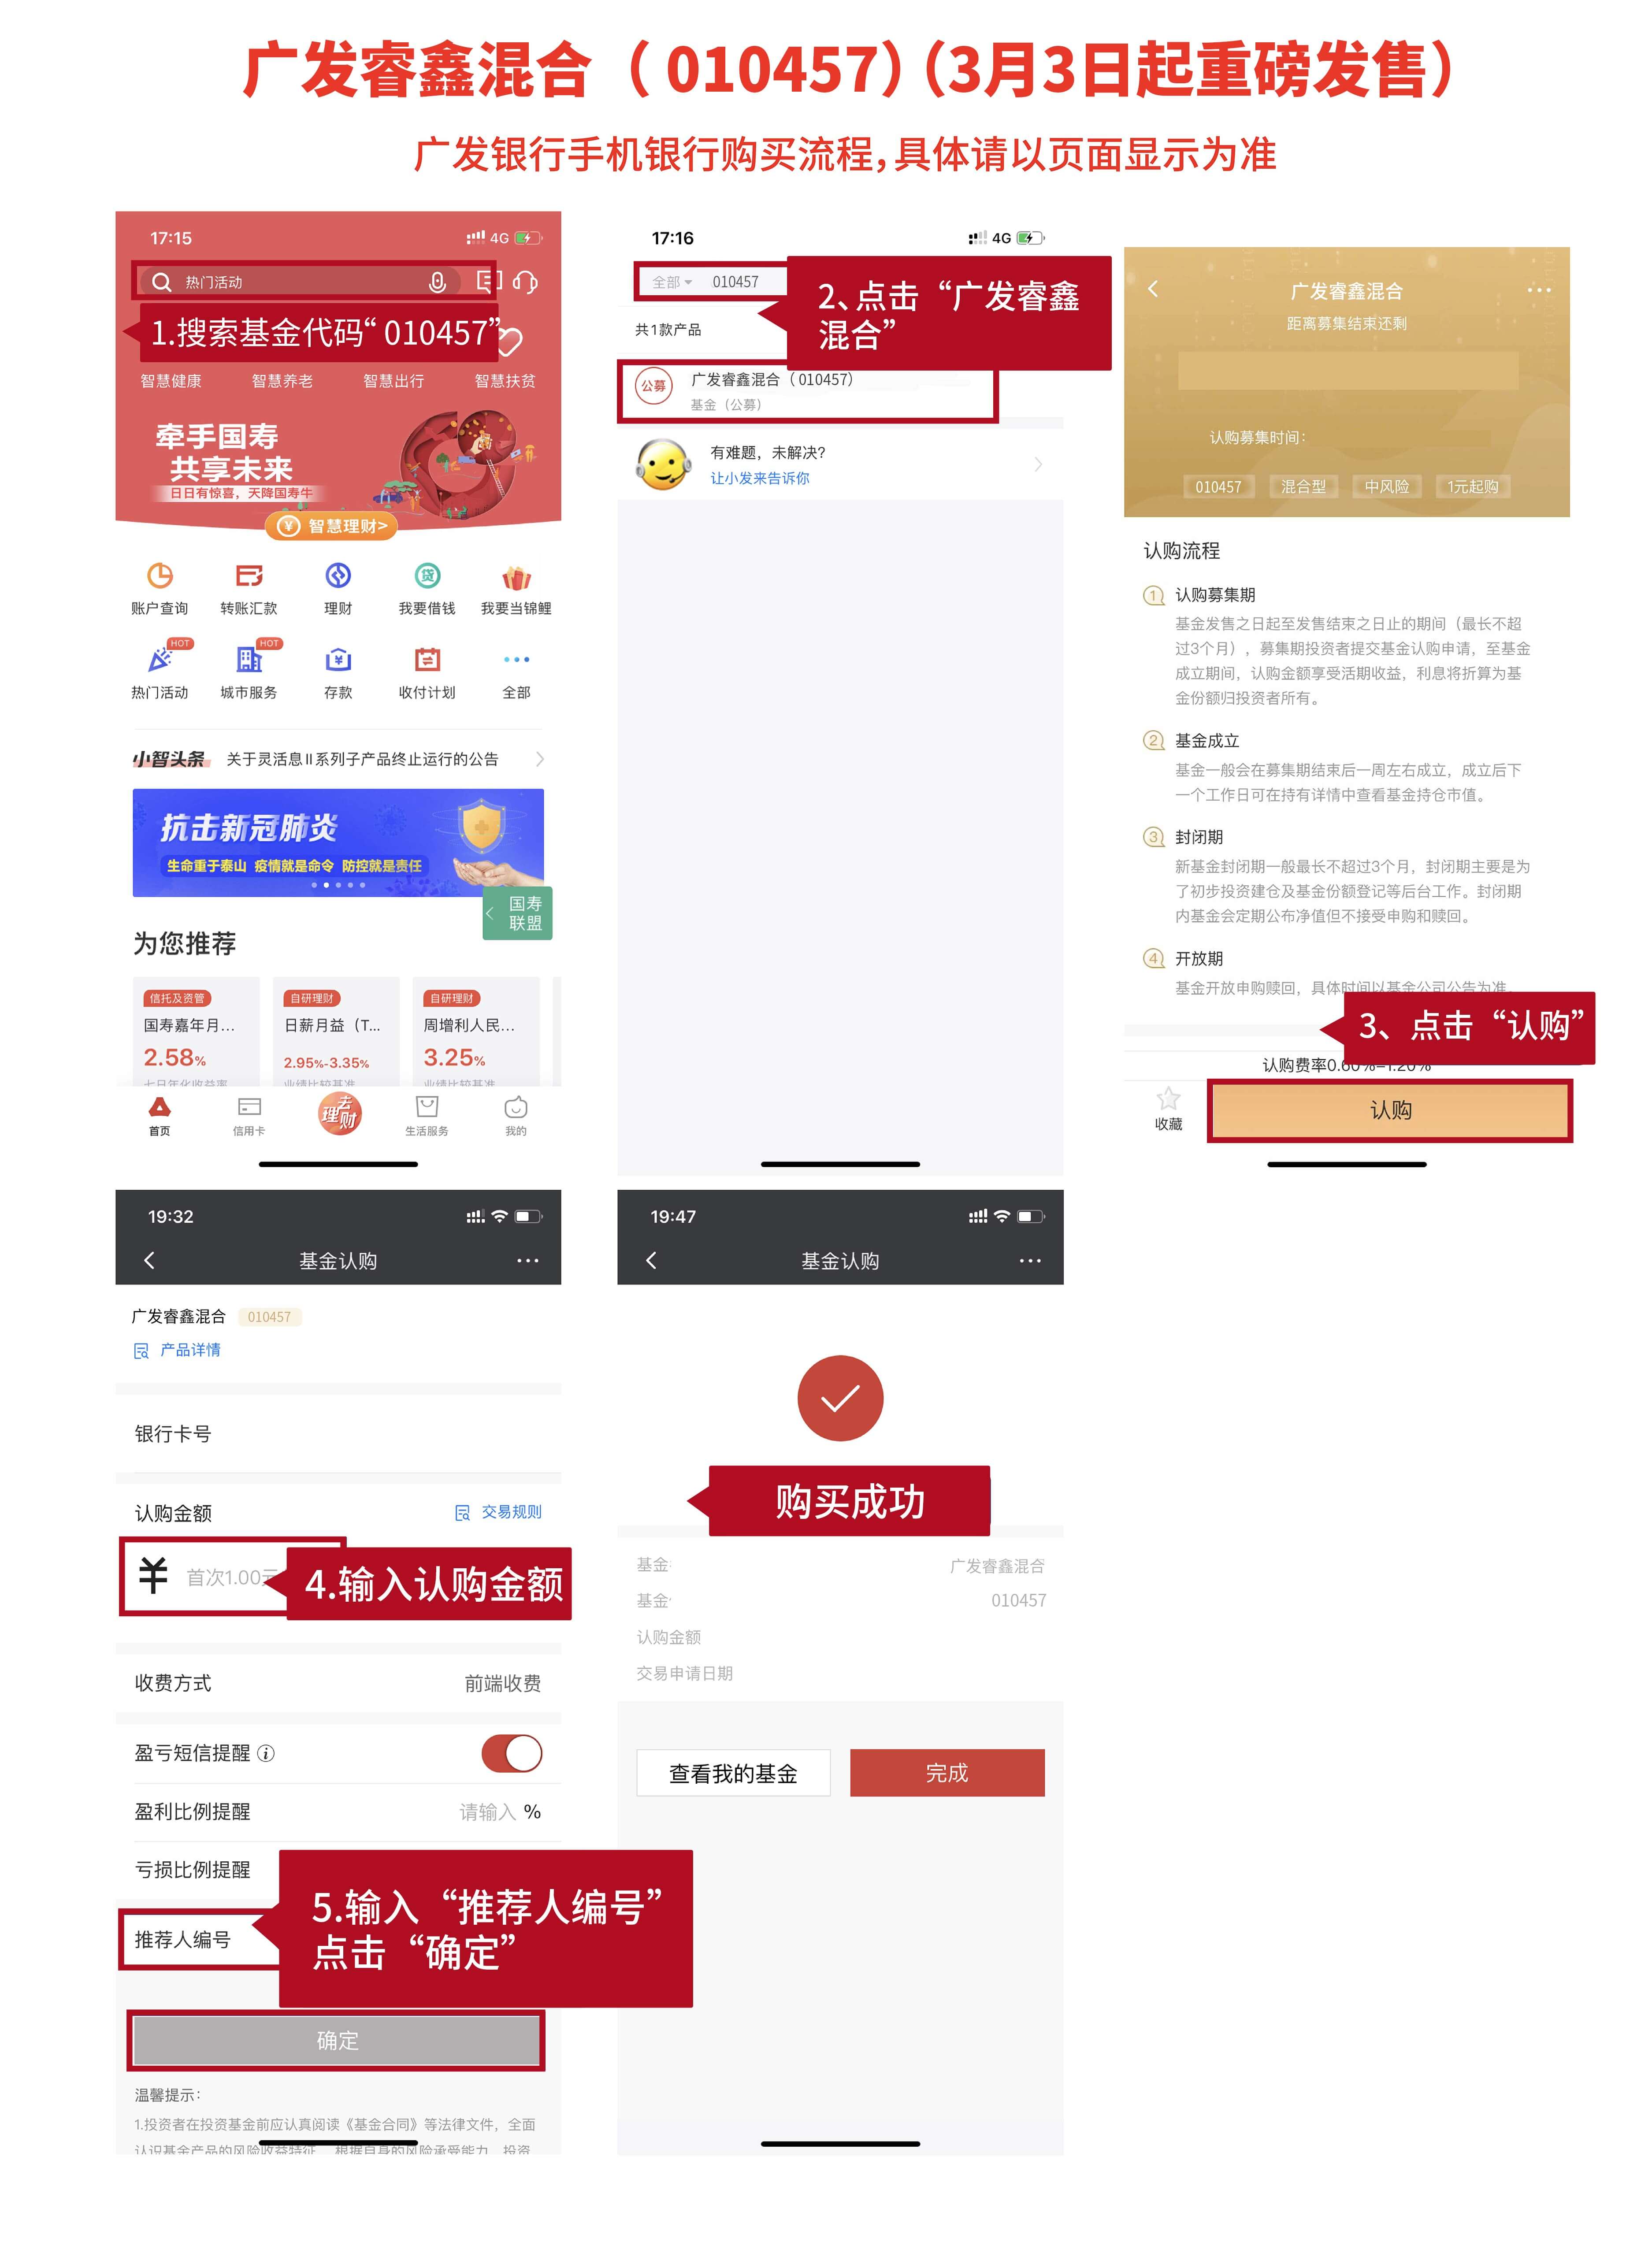 广发睿鑫混合（010457）（3月3日起重磅发售）
广发银行手机银行购买流程，具体请以页面显示为准
17:15
4G
热门活动
1.搜索基金代码“010457”
智慧健康 智慧养老 智慧出行 智慧扶贫
牵手国寿
共享未来
日日有惊喜，天降国寿牛
智慧理财>
账户查询 转账汇款 理财 我要借钱 我要当锦鲤
HOT HOT
热门活动 城市服务 存款 收付计划 全部
小智头条 关于灵活息II系列子产品终止运行的公告
抗击新冠肺炎
生命重于泰山 疫情就是命令 防控就是责任
国寿
联盟
为您推荐
信托及资管 自研理财 自研理财
国寿嘉年月... 日薪月益（T... 周增利人民...
2.58% 2.95%-3.35% 3.25%
七日年化收益率 业绩比较基准 业绩比较基准
去理财
首页 信用卡 生活服务 我的
17:16
4G
全部 010457
2、点击“广发睿鑫
混合”
共1款产品
公募
广发睿鑫混合（010457）
基金（公募）
有难题，未解决？
让小发来告诉你
广发睿鑫混合
距离募集结束还剩
认购募集时间：
010457 混合型 中风险 1元起购
认购流程
1 认购募集期
基金发售之日起至发售结束之日止的期间（最长不超
过3个月），募集期投资者提交基金认购申请，至基金
成立期间，认购金额享受活期收益，利息将折算为基
金份额归投资者所有。
2 基金成立
基金一般会在募集期结束后一周左右成立，成立后下
一个工作日可在持有详情中查看基金持仓市值。
3 封闭期
新基金封闭期一般最长不超过3个月，封闭期主要是为
了初步投资建仓及基金份额登记等后台工作。封闭期
内基金会定期公布净值但不接受申购和赎回。
4 开放期
基金开放申购赎回，具体时间以基金公司公告为准。
3、点击“认购”
认购费率0.60%-1.20%
收藏
认购
19:32
基金认购
广发睿鑫混合 010457
产品详情
银行卡号
认购金额 交易规则
¥ 首次1.00元
4.输入认购金额
收费方式 前端收费
盈亏短信提醒
盈利比例提醒 请输入 %
亏损比例提醒
推荐人编号
5.输入“推荐人编号”
点击“确定”
确定
温馨提示：
1.投资者在投资基金前应认真阅读《基金合同》等法律文件，全面
认识基金产品的风险收益特征，根据自身的风险承受能力、投资
19:47
基金认购
购买成功
基金 广发睿鑫混合
基金 010457
认购金额
交易申请日期
查看我的基金 完成